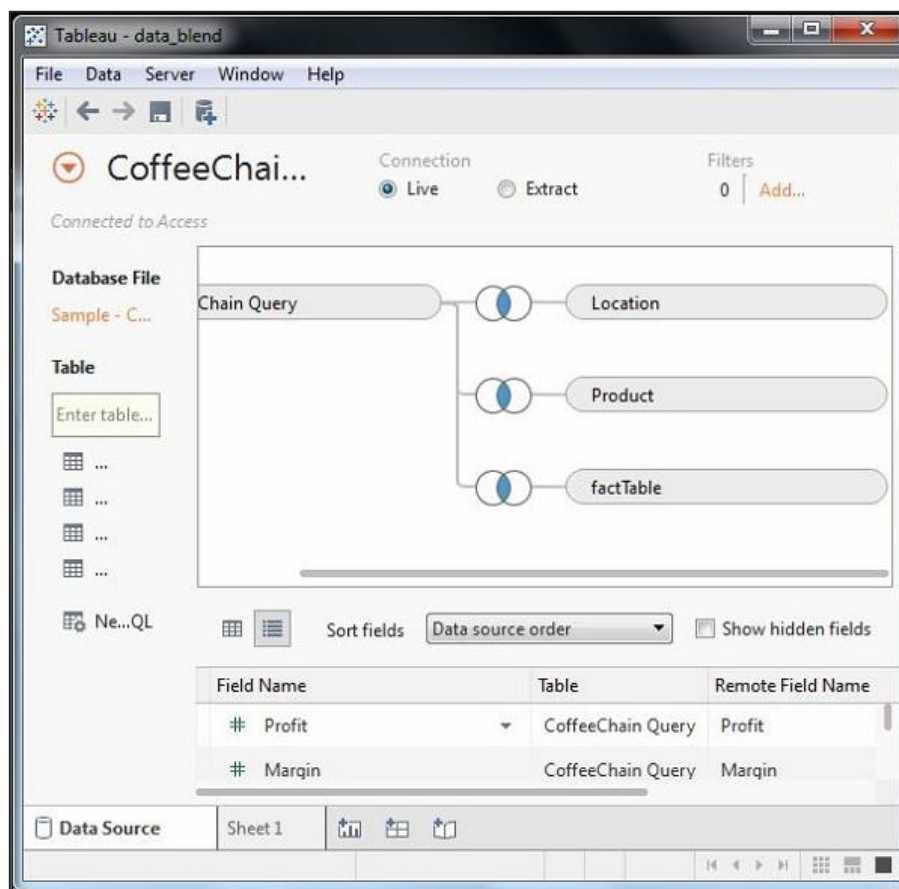 Tableau - data_blend
File Data Server Window Help
CoffeeChai...
Connection
Live Extract
Filters
0 Add...
Connected to Access
Database File
Sample - C...
Table
Enter table...
...
...
...
...
Ne...QL
Chain Query
Location
Product
factTable
Sort fields Data source order Show hidden fields
Field Name Table Remote Field Name
# Profit CoffeeChain Query Profit
# Margin CoffeeChain Query Margin
Data Source Sheet 1